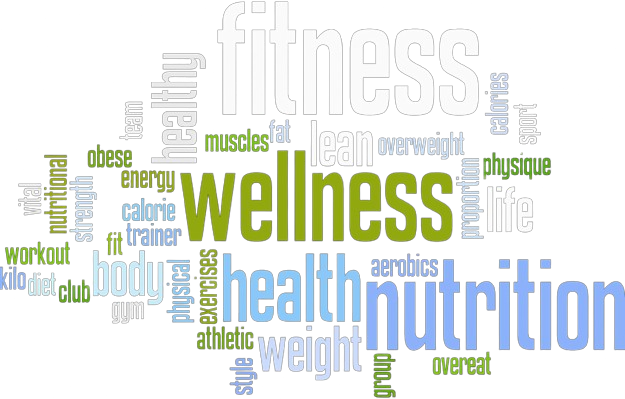 fitness
healthy
team
calories
sport
muscles
fat
lean
overweight
obese
physique
energy
wellness
proportion
life
vital
nutritional
strength
calorie
trainer
workout
fit
body
physical
exercises
health
aerobics
nutrition
kilo
diet
club
gym
athletic
weight
style
group
overeat